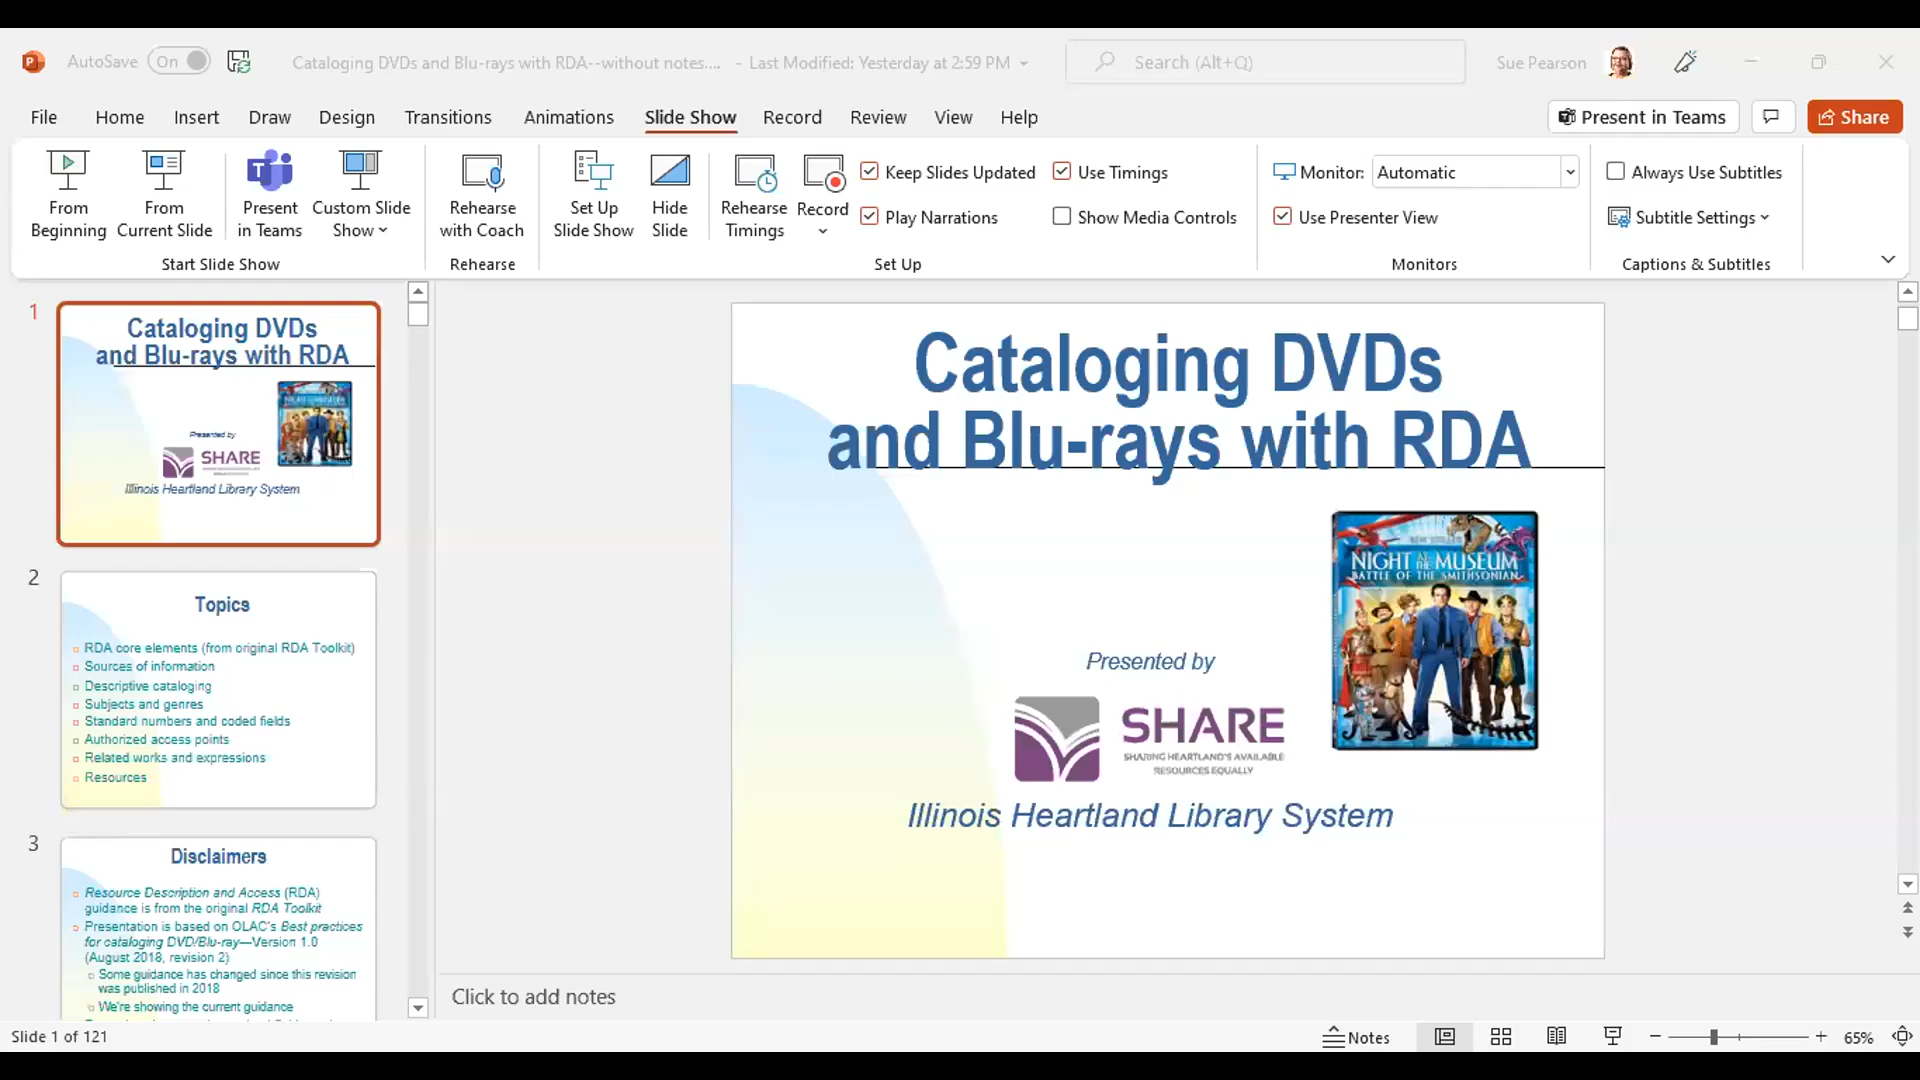 AutoSave On Cataloging DVDs and Blu-rays with RDA--without notes.... - Last Modified: Yesterday at 2:59 PM Search (Alt+Q) Sue Pearson
File Home Insert Draw Design Transitions Animations Slide Show Record Review View Help Present in Teams Share
From Beginning
From Current Slide
Present in Teams
Custom Slide Show
Rehearse with Coach
Set Up Slide Show
Hide Slide
Rehearse Timings
Record
Keep Slides Updated
Play Narrations
Use Timings
Show Media Controls
Monitor: Automatic
Use Presenter View
Always Use Subtitles
Subtitle Settings
Start Slide Show Rehearse Set Up Monitors Captions & Subtitles
1
Cataloging DVDs
and Blu-rays with RDA
Presented by
SHARE
Illinois Heartland Library System
2
Topics
RDA core elements (from original RDA Toolkit)
Sources of information
Descriptive cataloging
Subjects and genres
Standard numbers and coded fields
Authorized access points
Related works and expressions
Resources
3
Disclaimers
Resource Description and Access (RDA)
guidance is from the original RDA Toolkit
Presentation is based on OLAC's Best practices
for cataloging DVD/Blu-ray—Version 1.0
(August 2018, revision 2)
Some guidance has changed since this revision
was published in 2018
We're showing the current guidance
Cataloging DVDs
and Blu-rays with RDA
NIGHT AT THE MUSEUM
BATTLE OF THE SMITHSONIAN
Presented by
SHARE
SHARING HEARTLAND'S AVAILABLE
RESOURCES EQUALLY
Illinois Heartland Library System
Click to add notes
Slide 1 of 121 Notes 65%